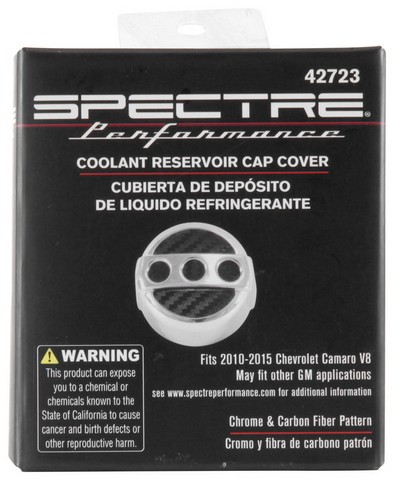 42723
SPECTRE®
Performance
COOLANT RESERVOIR CAP COVER
CUBIERTA DE DEPÓSITO
DE LIQUIDO REFRINGERANTE
Fits 2010-2015 Chevrolet Camaro V8
May fit other GM applications
see www.spectreperformance.com for additional information
Chrome & Carbon Fiber Pattern
Cromo y fibra de carbono patrón
WARNING
This product can expose
you to a chemical or
chemicals known to the
State of California to cause
cancer and birth defects or
other reproductive harm.